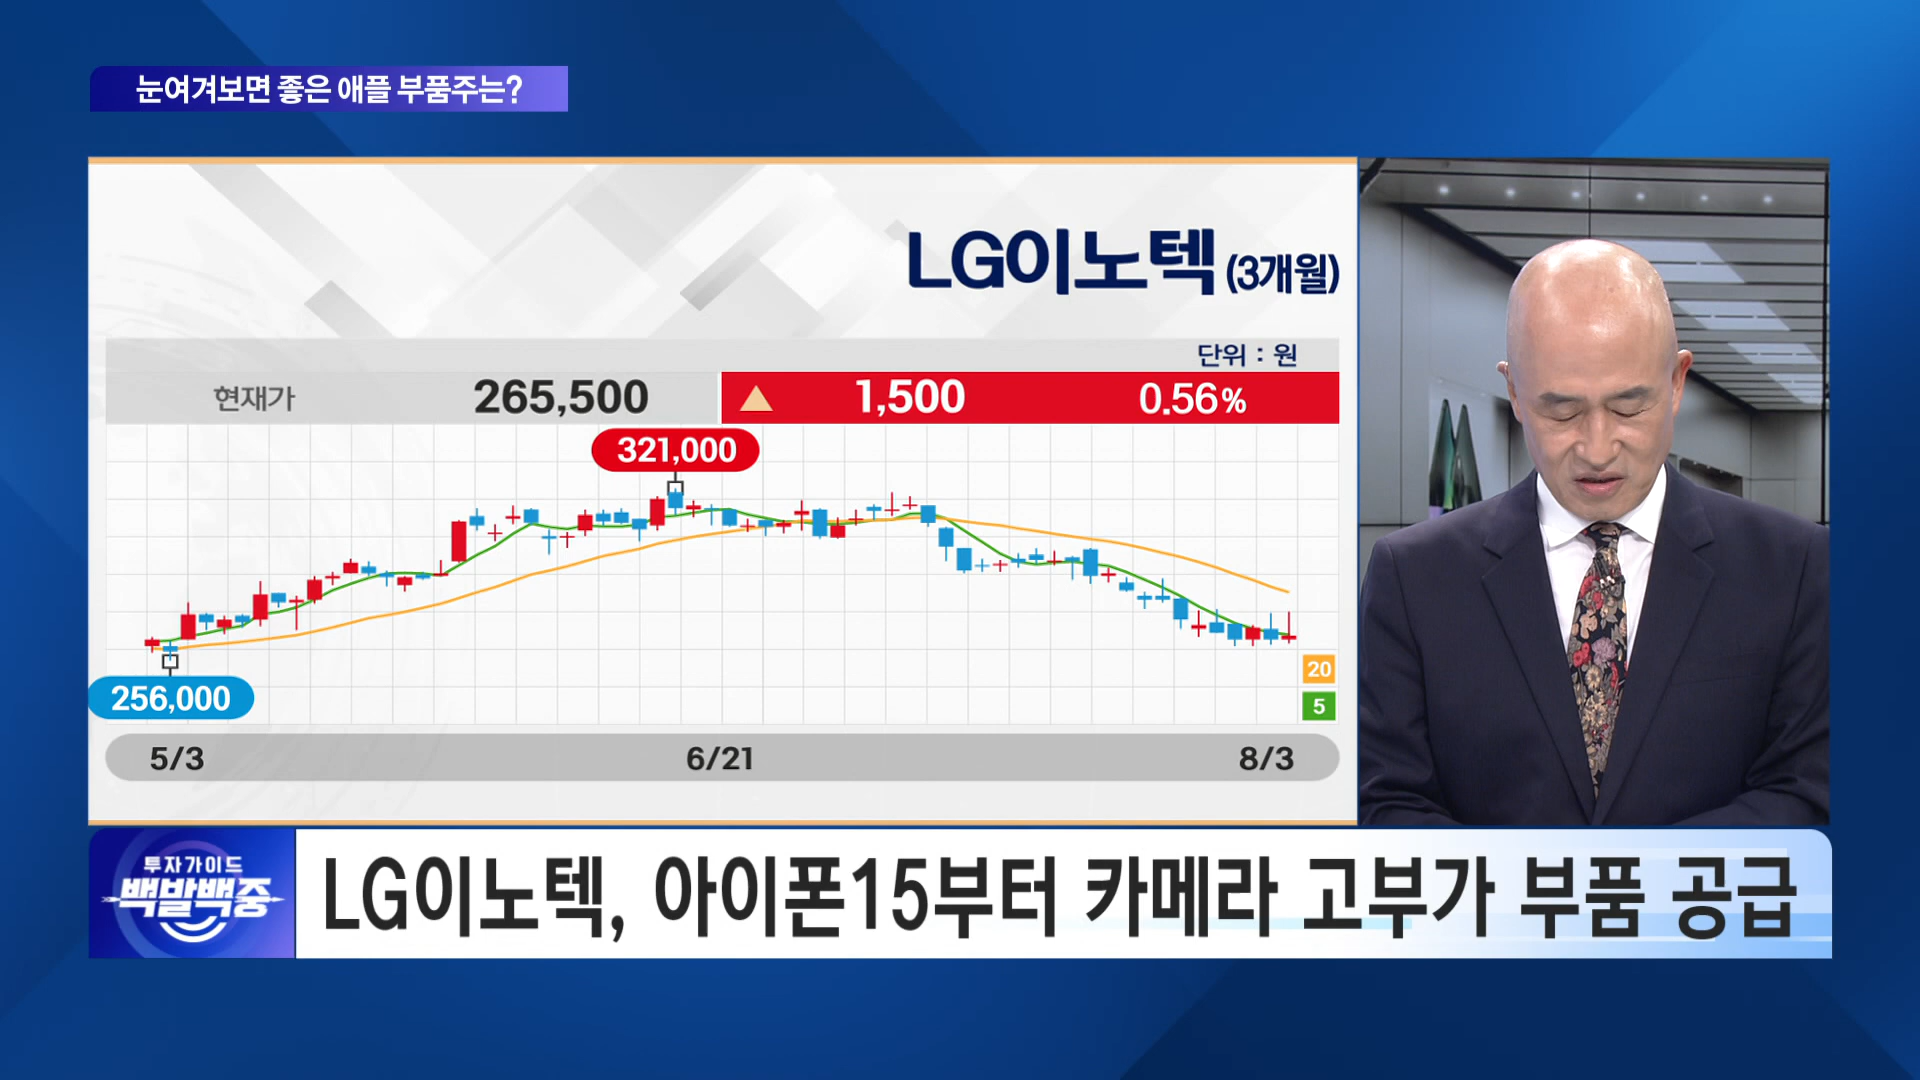 눈여겨보면 좋은 애플 부품주는?
LG이노텍 (3개월)
단위 : 원
현재가 265,500 1,500 0.56%
321,000
256,000
20
5
5/3 6/21 8/3
투자가이드
백발백중
LG이노텍, 아이폰15부터 카메라 고부가 부품 공급